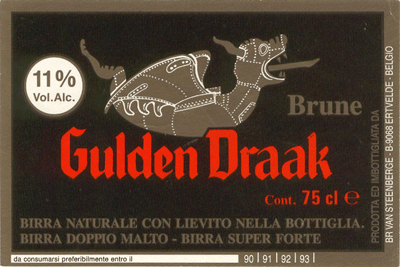 11%
Vol.Alc.
Brune
Gulden Draak
Cont. 75 cl e
BIRRA NATURALE CON LIEVITO NELLA BOTTIGLIA.
BIRRA DOPPIO MALTO - BIRRA SUPER FORTE
da consumarsi preferibilmente entro il
90|91|92|93|
PRODOTTA ED IMBOTTIGLIATA DA
BR VAN STEENBERGE - B-9068 ERTVELDE - BELGIO